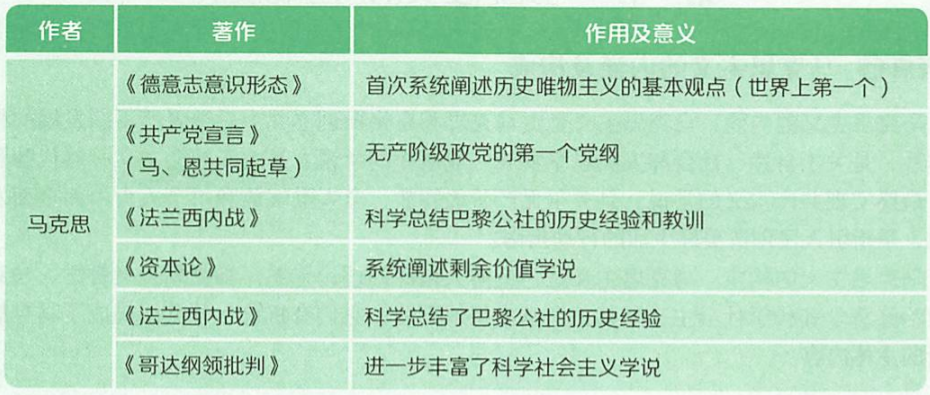 作者 著作 作用及意义
《德意志意识形态》 首次系统阐述历史唯物主义的基本观点（世界上第一个）
《共产党宣言》
（马、恩共同起草） 无产阶级政党的第一个党纲
马克思
《法兰西内战》 科学总结巴黎公社的历史经验和教训
《资本论》 系统阐述剩余价值学说
《法兰西内战》 科学总结了巴黎公社的历史经验
《哥达纲领批判》 进一步丰富了科学社会主义学说